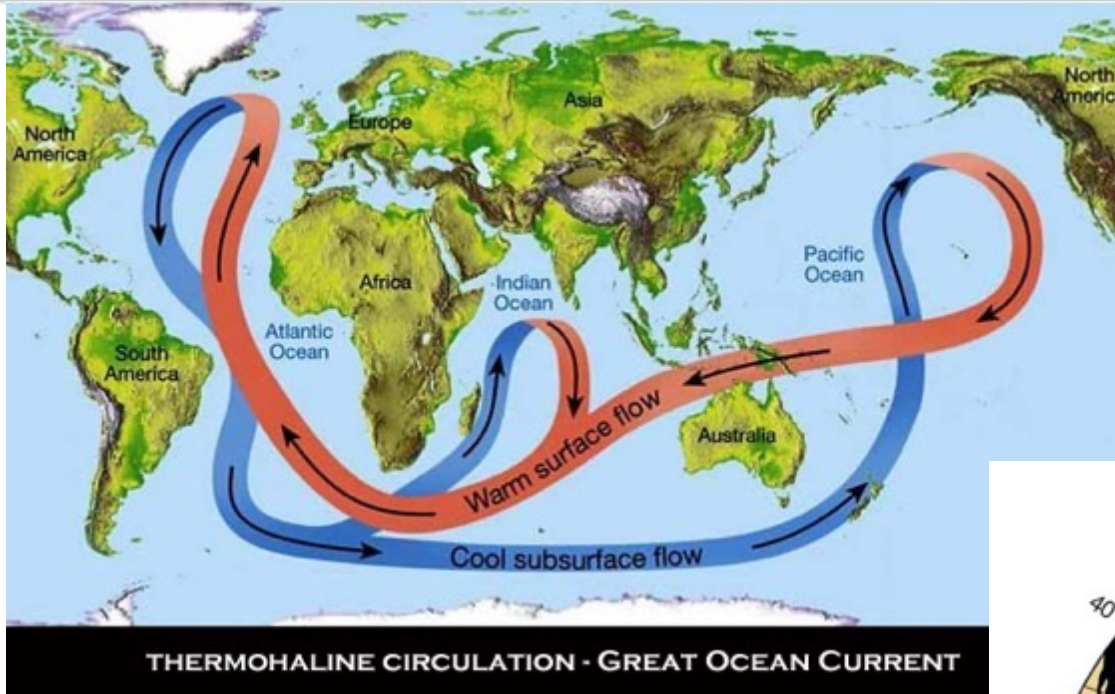 North
America
Europe
Asia
North
Americ
Africa
Indian
Ocean
Pacific
Ocean
Atlantic
Ocean
South
America
Australia
Warm surface flow
Cool subsurface flow
THERMOHALINE CIRCULATION - GREAT OCEAN CURRENT
40